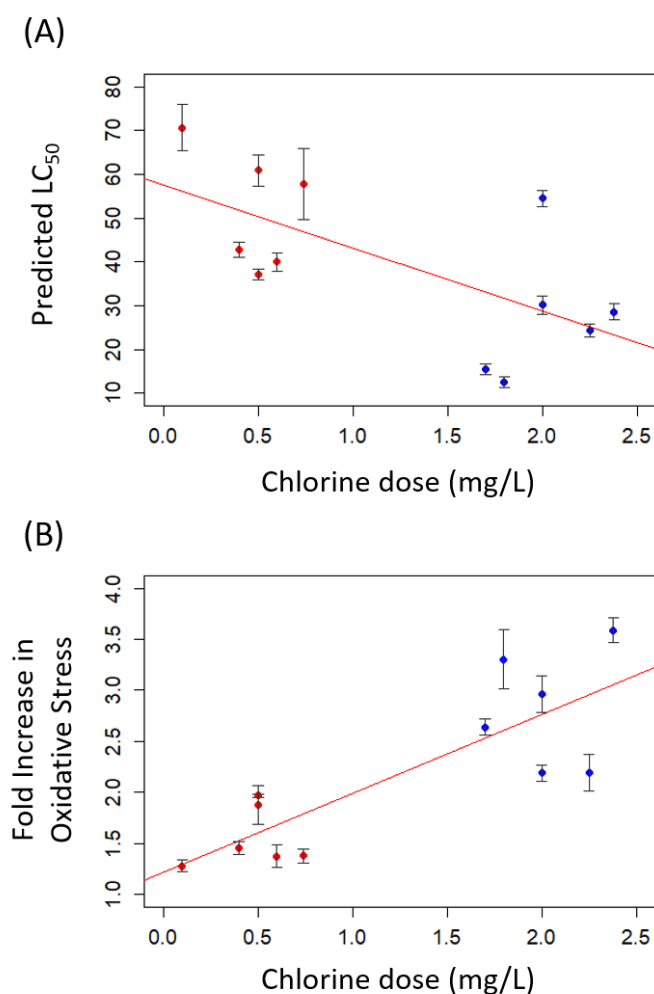 (A)
Predicted LC50
80
70
60
50
40
30
20
10
0.0 0.5 1.0 1.5 2.0 2.5
Chlorine dose (mg/L)
(B)
Fold Increase in
Oxidative Stress
4.0
3.5
3.0
2.5
2.0
1.5
1.0
0.0 0.5 1.0 1.5 2.0 2.5
Chlorine dose (mg/L)